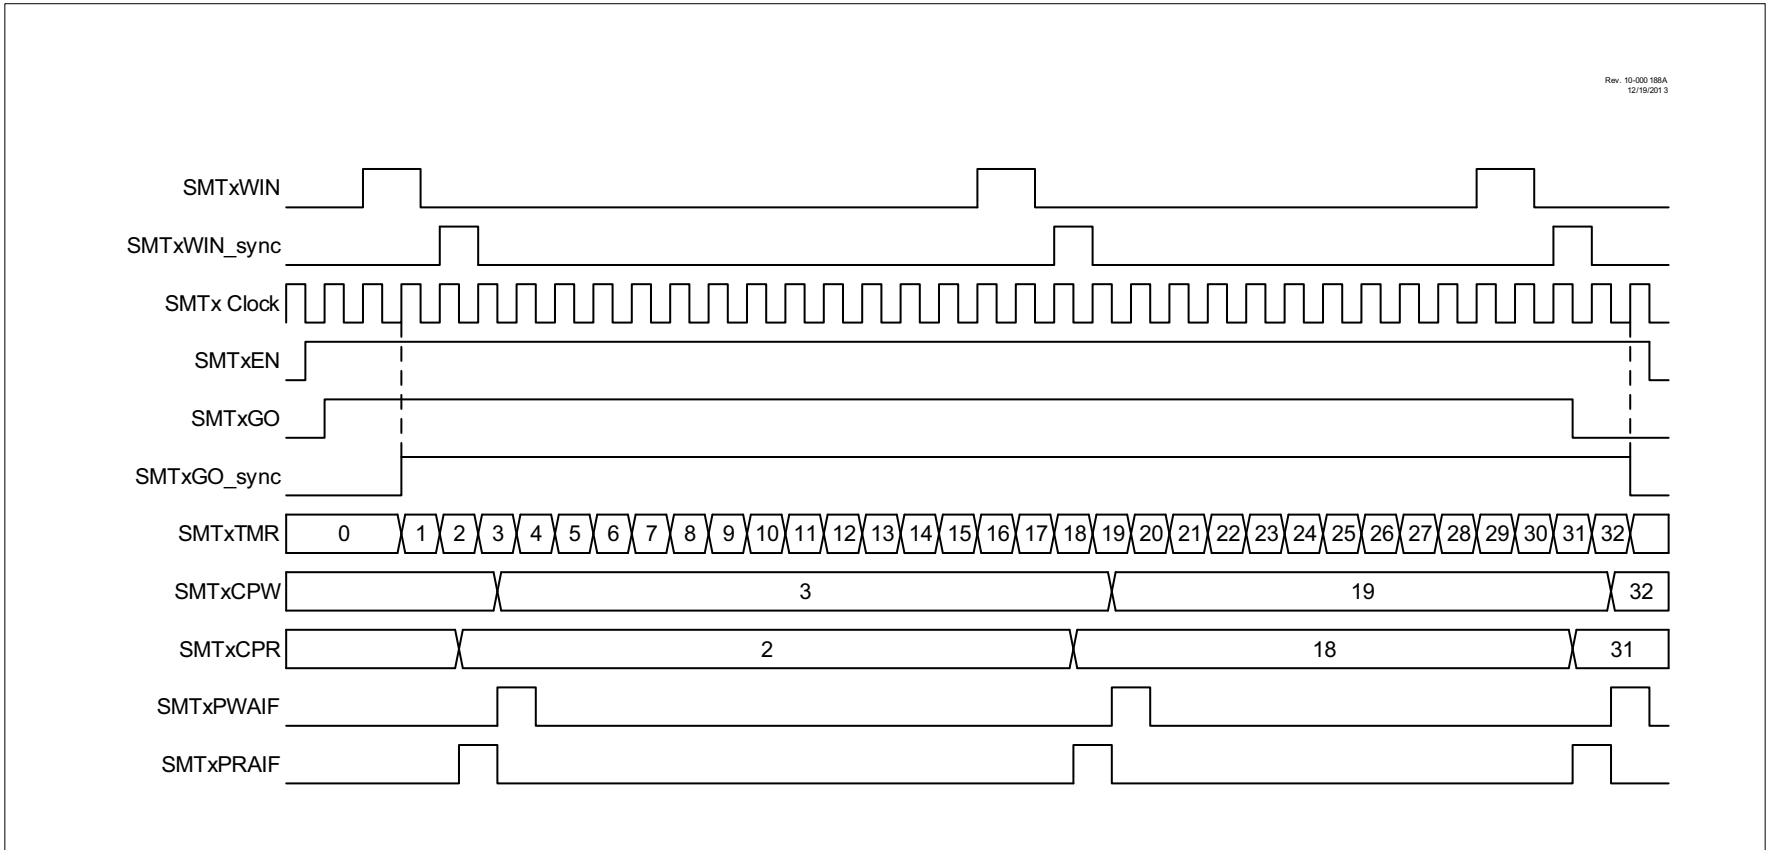 Rev. 10-000 188A
12/19/201 3
SMTxWIN
SMTxWIN_sync
SMTx Clock
SMTxEN
SMTxGO
SMTxGO_sync
SMTxTMR 0 1 2 3 4 5 6 7 8 9 10 11 12 13 14 15 16 17 18 19 20 21 22 23 24 25 26 27 28 29 30 31 32
SMTxCPW 3 19 32
SMTxCPR 2 18 31
SMTxPWAIF
SMTxPRAIF